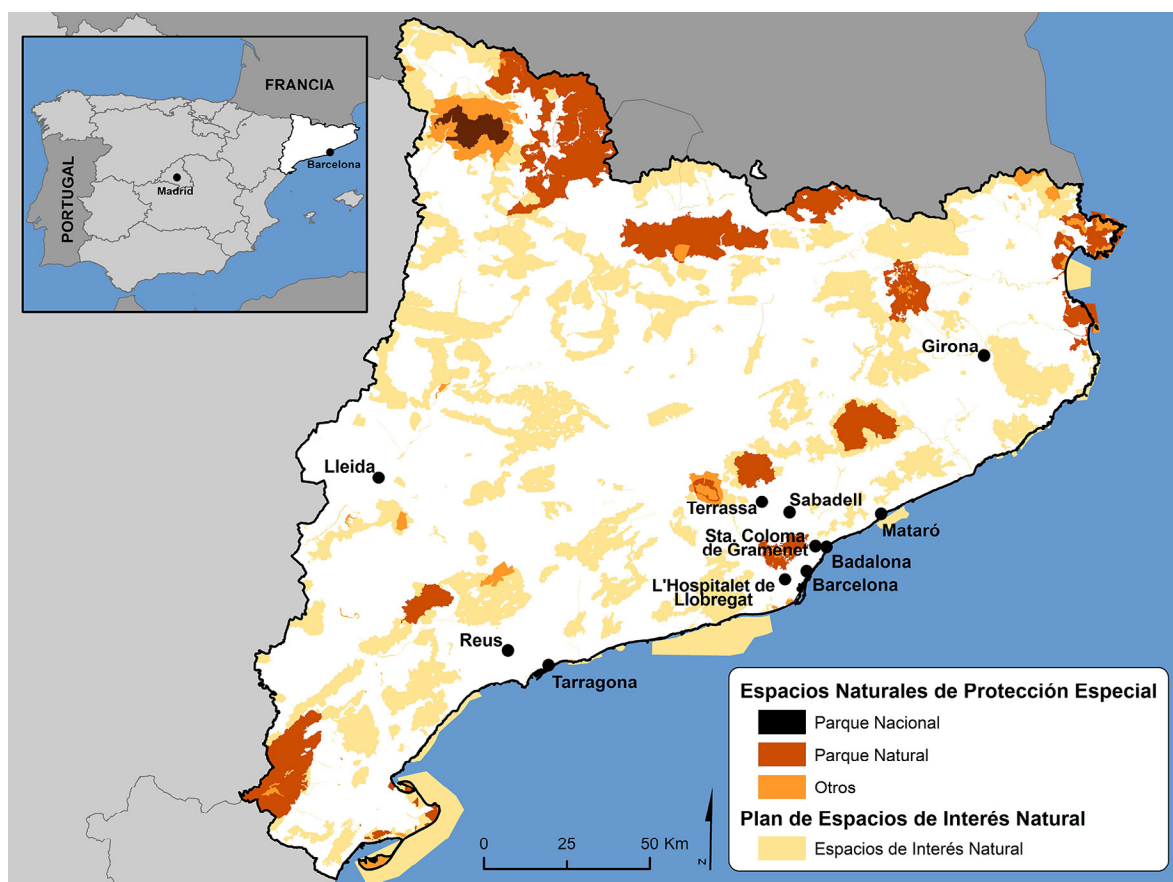 FRANCIA
PORTUGAL
Madrid
Barcelona
Girona
Lleida
Terrassa
Sabadell
Sta. Coloma
de Gramenet
Mataró
Badalona
Barcelona
L'Hospitalet de
Llobregat
Reus
Tarragona
Espacios Naturales de Protección Especial
Parque Nacional
Parque Natural
Otros
Plan de Espacios de Interés Natural
Espacios de Interés Natural
0 25 50 Km
N